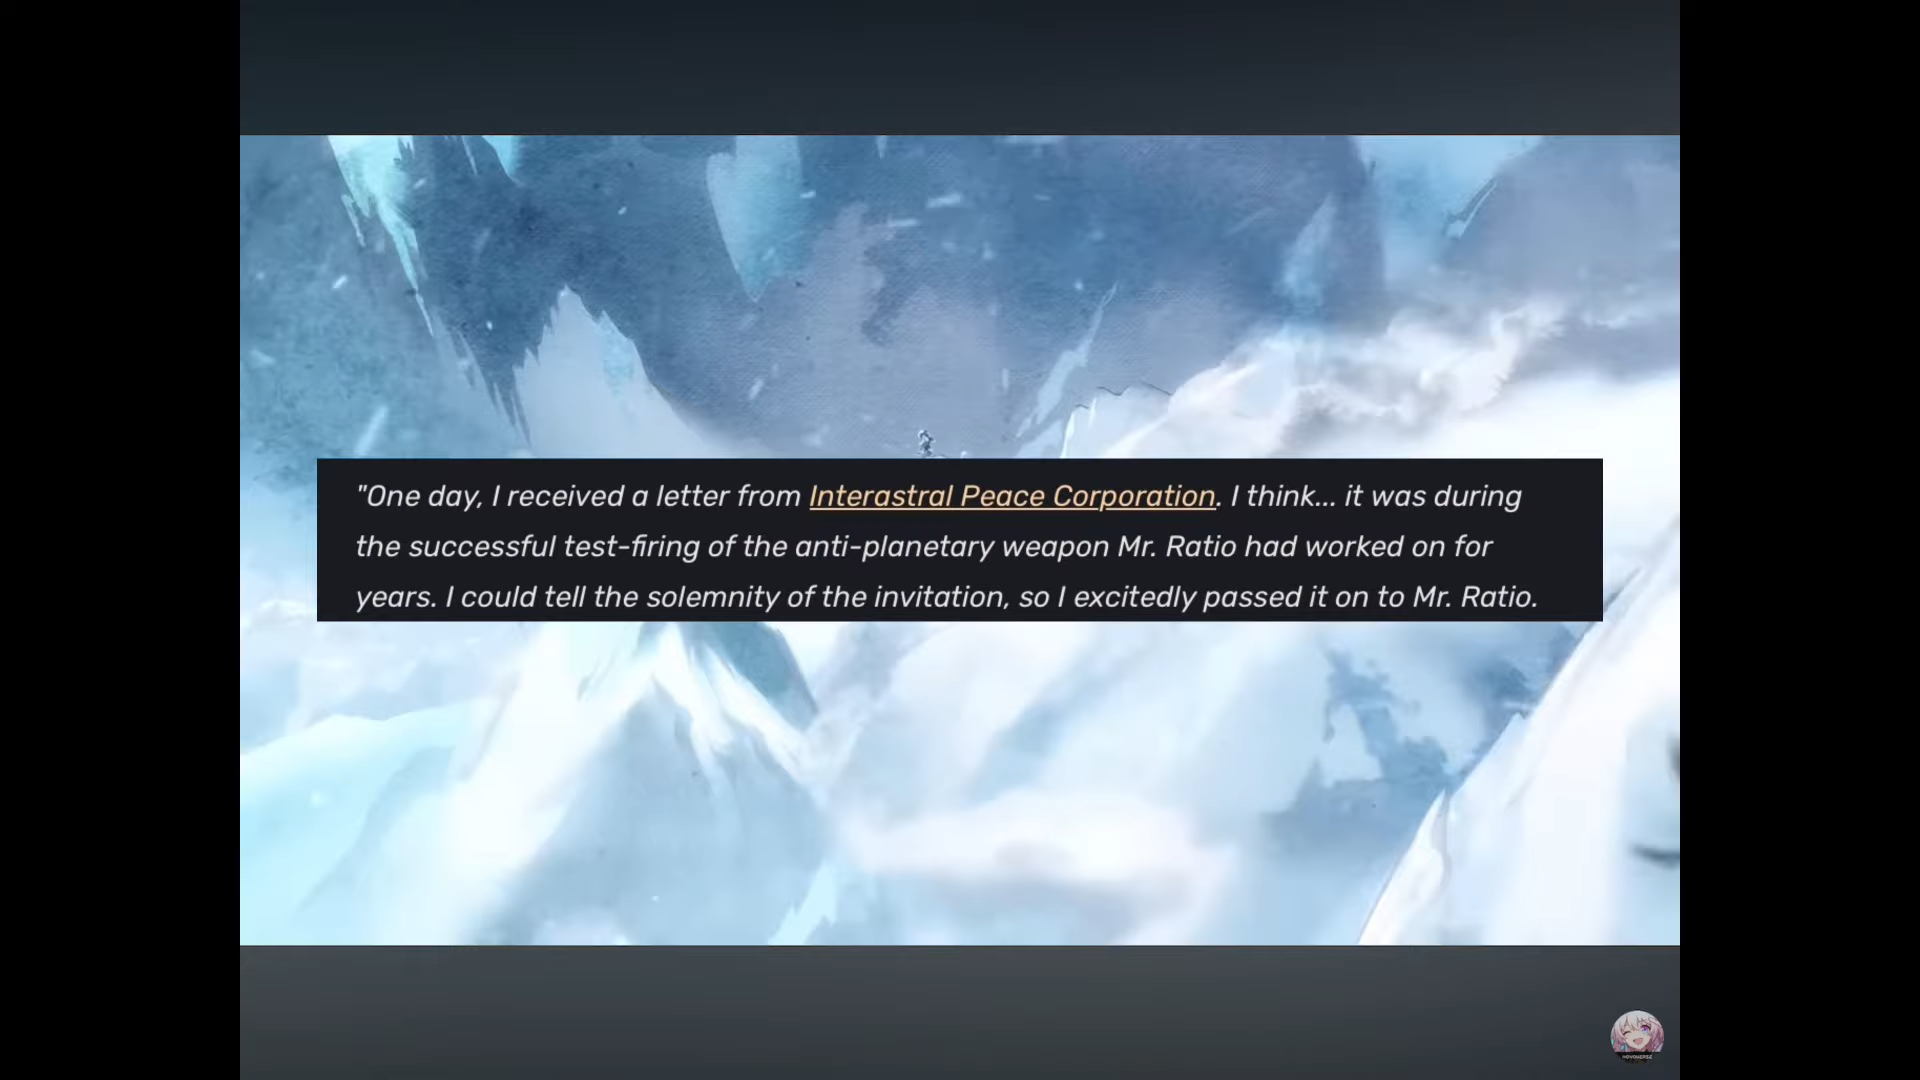 "One day, I received a letter from Interastral Peace Corporation. I think... it was during
the successful test-firing of the anti-planetary weapon Mr. Ratio had worked on for
years. I could tell the solemnity of the invitation, so I excitedly passed it on to Mr. Ratio.
HOYOVERSE